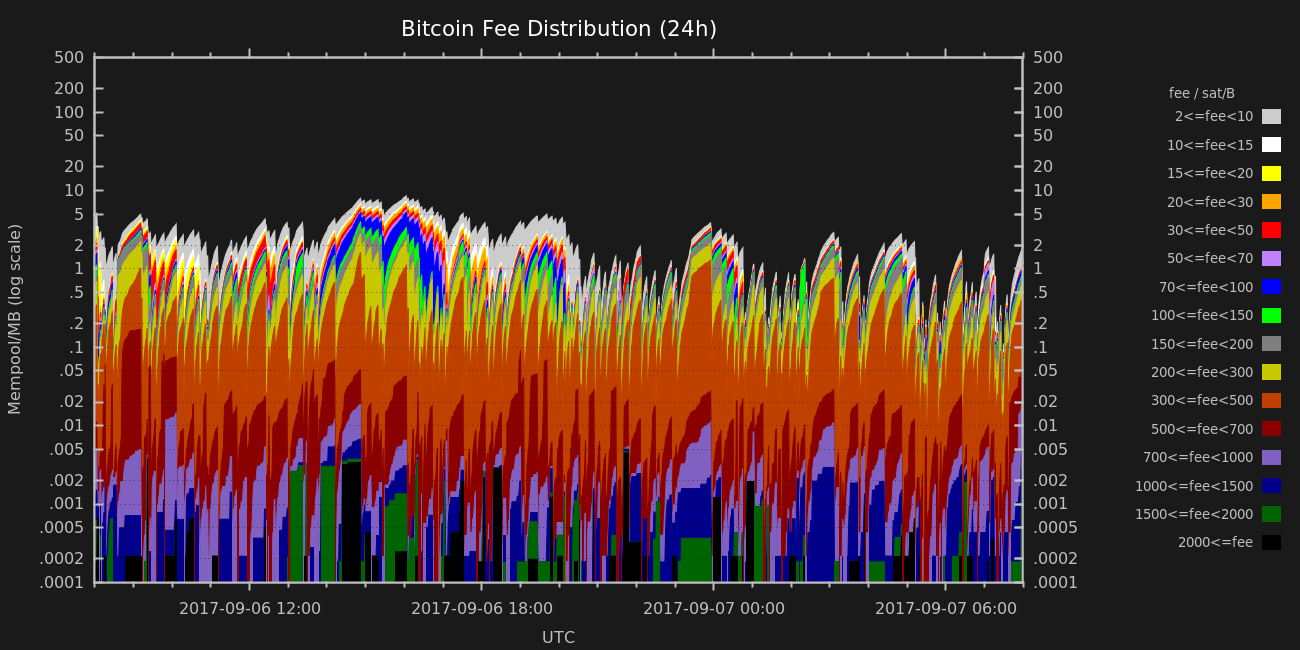 Bitcoin Fee Distribution (24h)
500
200
100
50
20
10
5
2
1
.5
.2
.1
.05
.02
.01
.005
.002
.001
.0005
.0002
.0001
Mempool/MB (log scale)
500
200
100
50
20
10
5
2
1
.5
.2
.1
.05
.02
.01
.005
.002
.001
.0005
.0002
.0001
2017-09-06 12:00
2017-09-06 18:00
2017-09-07 00:00
2017-09-07 06:00
UTC
fee / sat/B
2<=fee<10
10<=fee<15
15<=fee<20
20<=fee<30
30<=fee<50
50<=fee<70
70<=fee<100
100<=fee<150
150<=fee<200
200<=fee<300
300<=fee<500
500<=fee<700
700<=fee<1000
1000<=fee<1500
1500<=fee<2000
2000<=fee